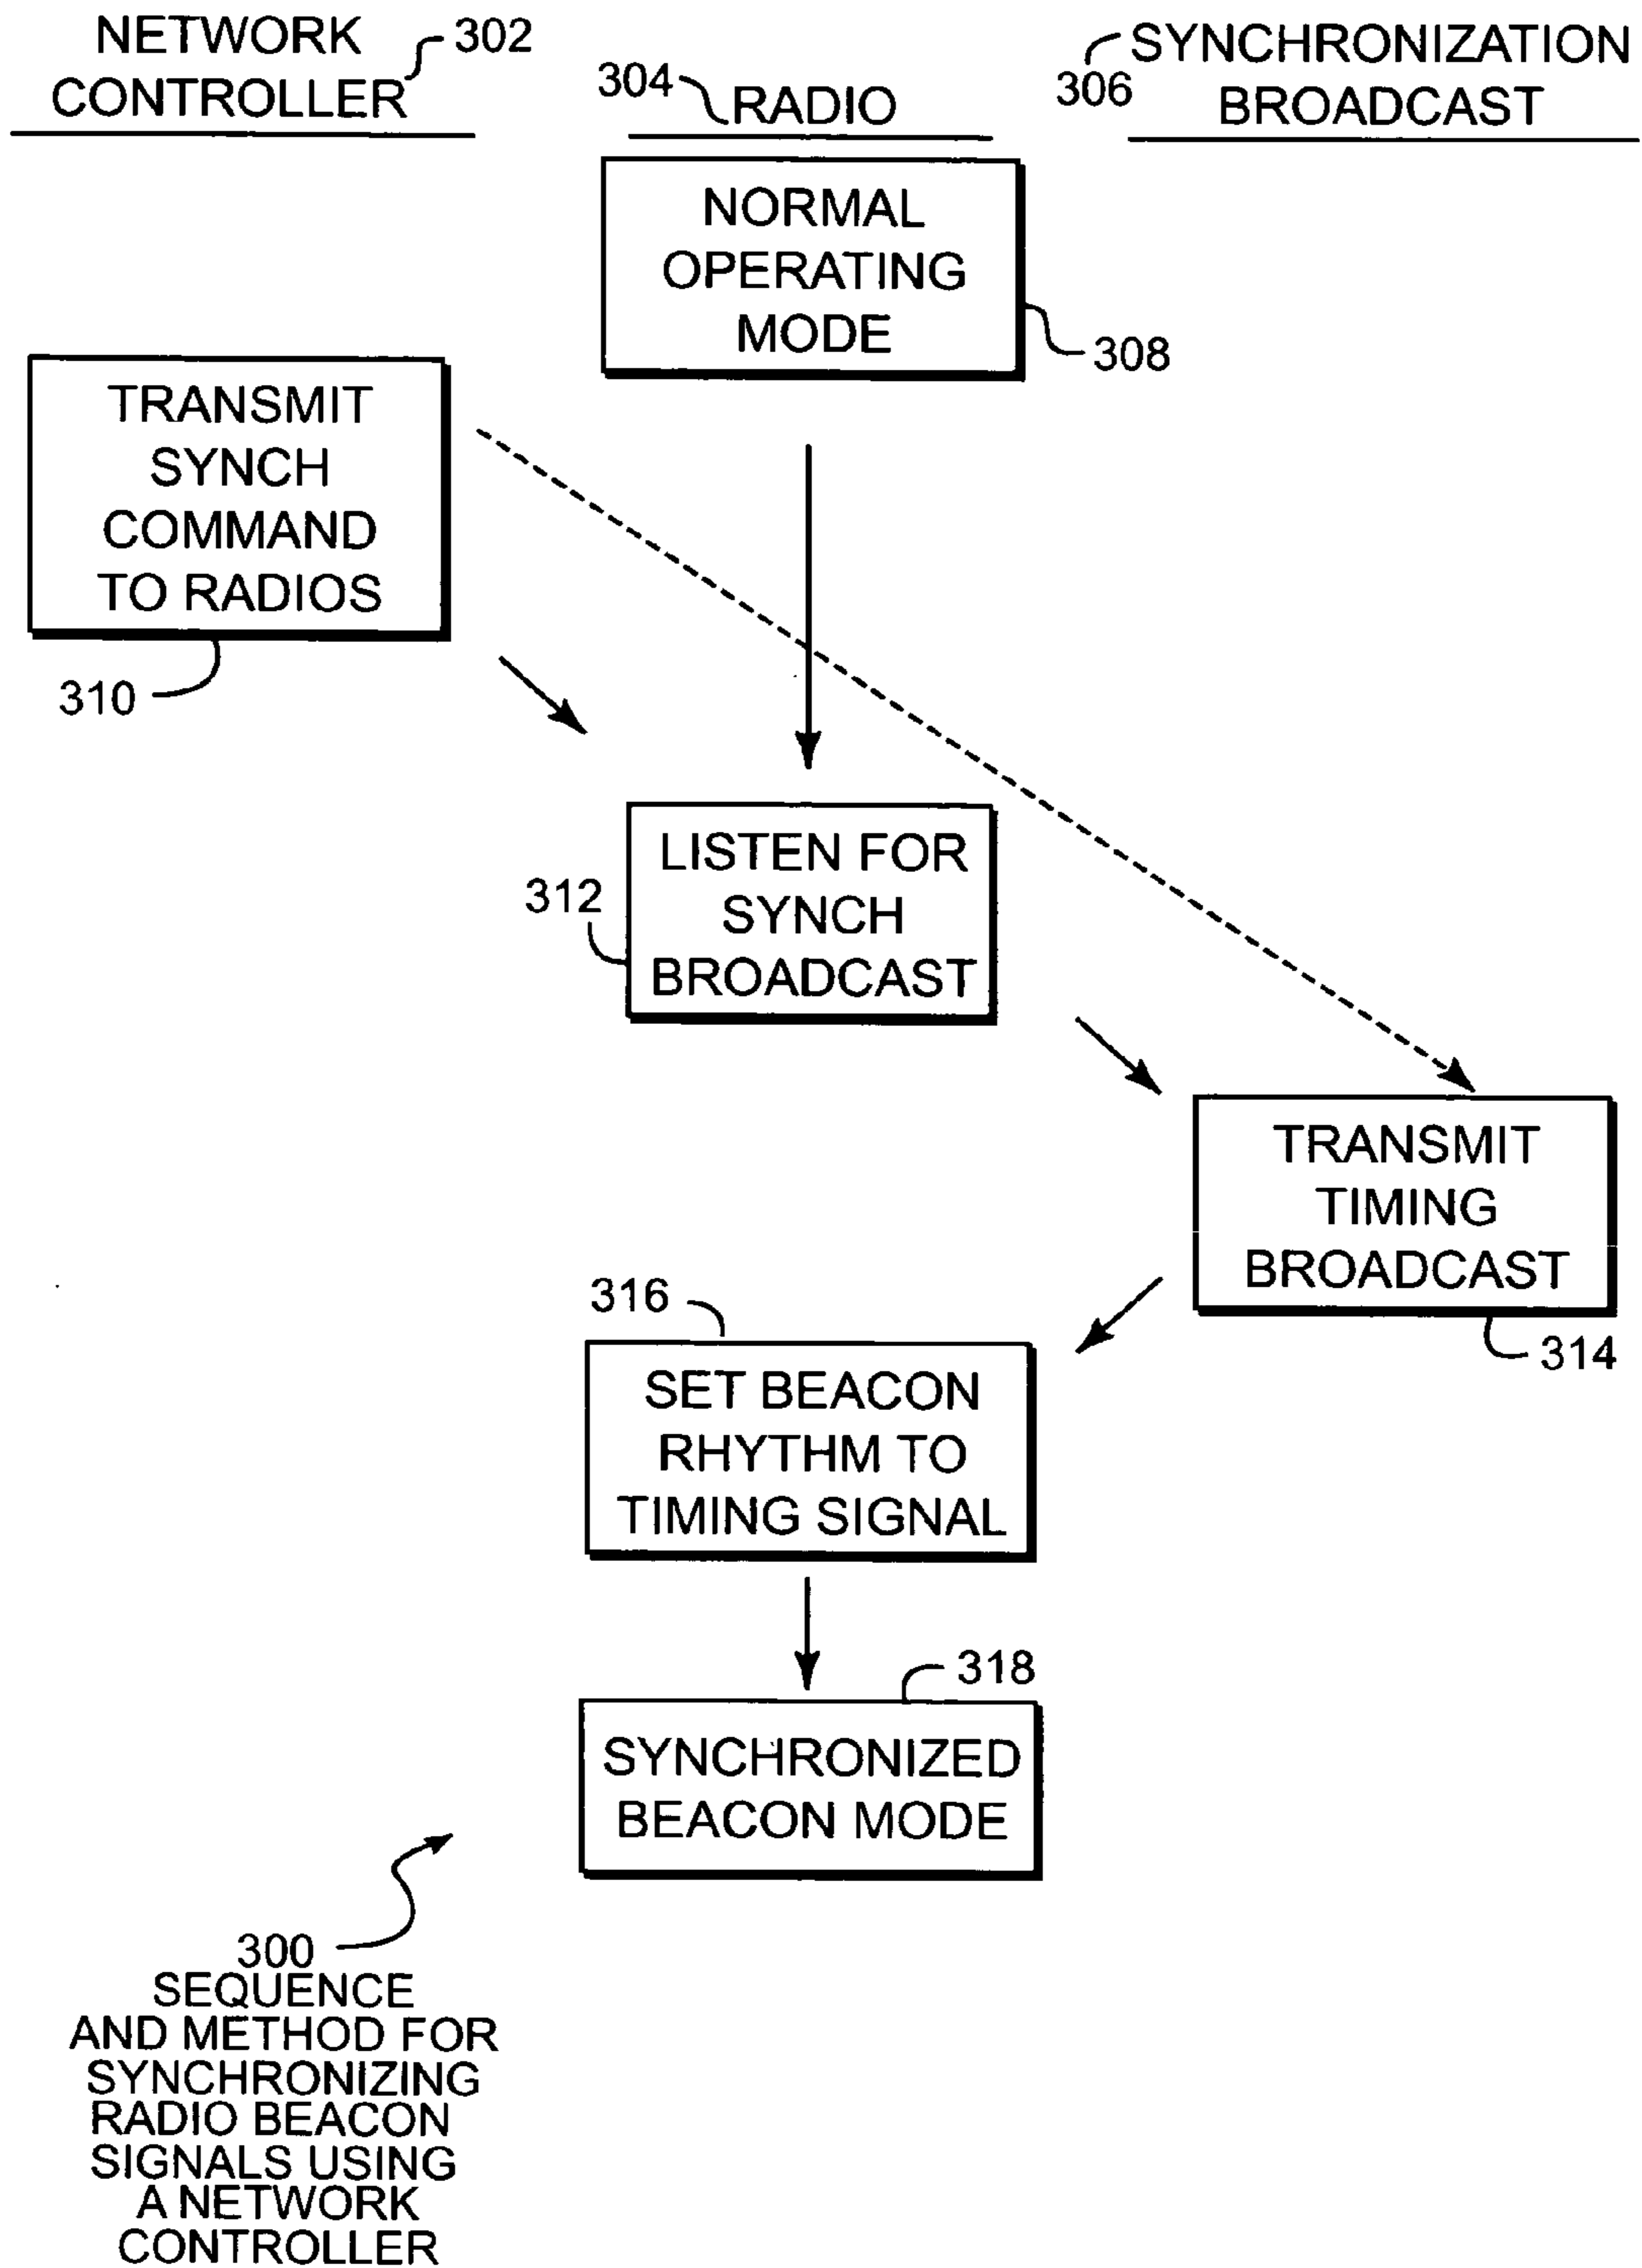 NETWORK
CONTROLLER
302
304
RADIO
306
SYNCHRONIZATION
BROADCAST
NORMAL
OPERATING
MODE
308
TRANSMIT
SYNCH
COMMAND
TO RADIOS
310
LISTEN FOR
SYNCH
BROADCAST
312
TRANSMIT
TIMING
BROADCAST
314
316
SET BEACON
RHYTHM TO
TIMING SIGNAL
318
SYNCHRONIZED
BEACON MODE
300
SEQUENCE
AND METHOD FOR
SYNCHRONIZING
RADIO BEACON
SIGNALS USING
A NETWORK
CONTROLLER